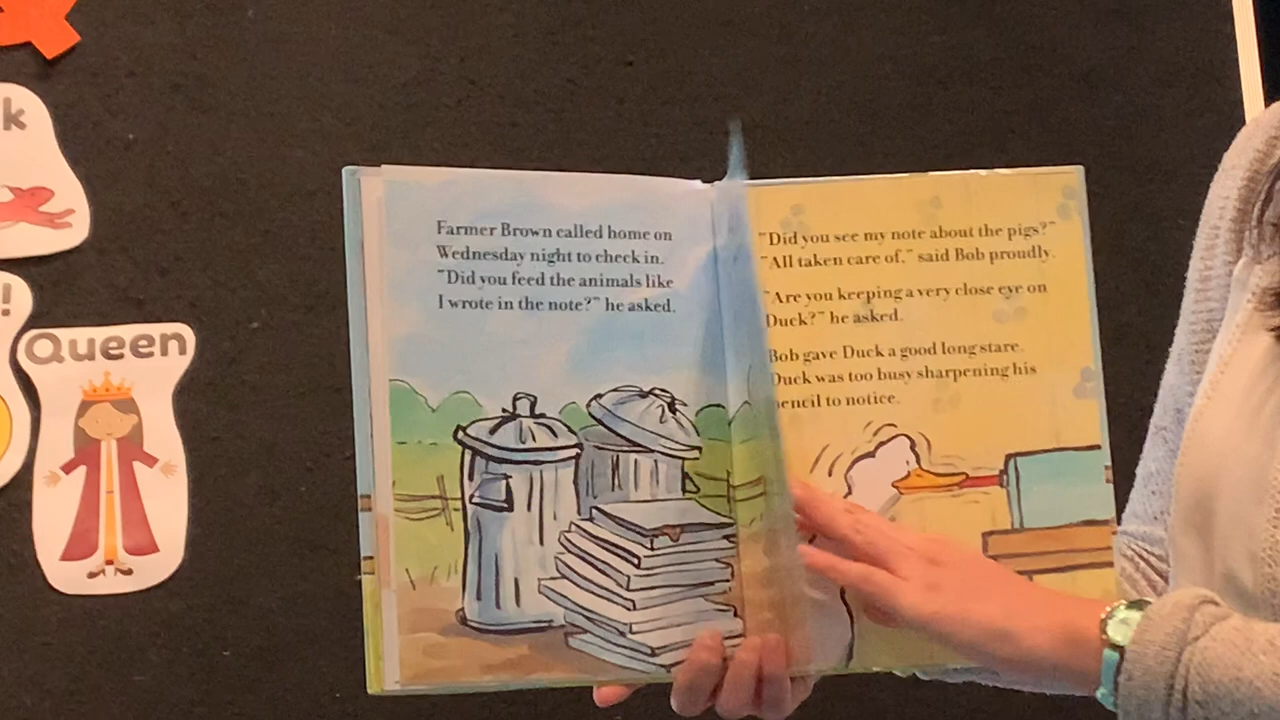 k
!
Queen
Farmer Brown called home on
Wednesday night to check in.
"Did you feed the animals like
I wrote in the note?" he asked.
"Did you see my note about the pigs?"
"All taken care of," said Bob proudly.
"Are you keeping a very close eye on
Duck?" he asked.
Bob gave Duck a good long stare.
Duck was too busy sharpening his
pencil to notice.